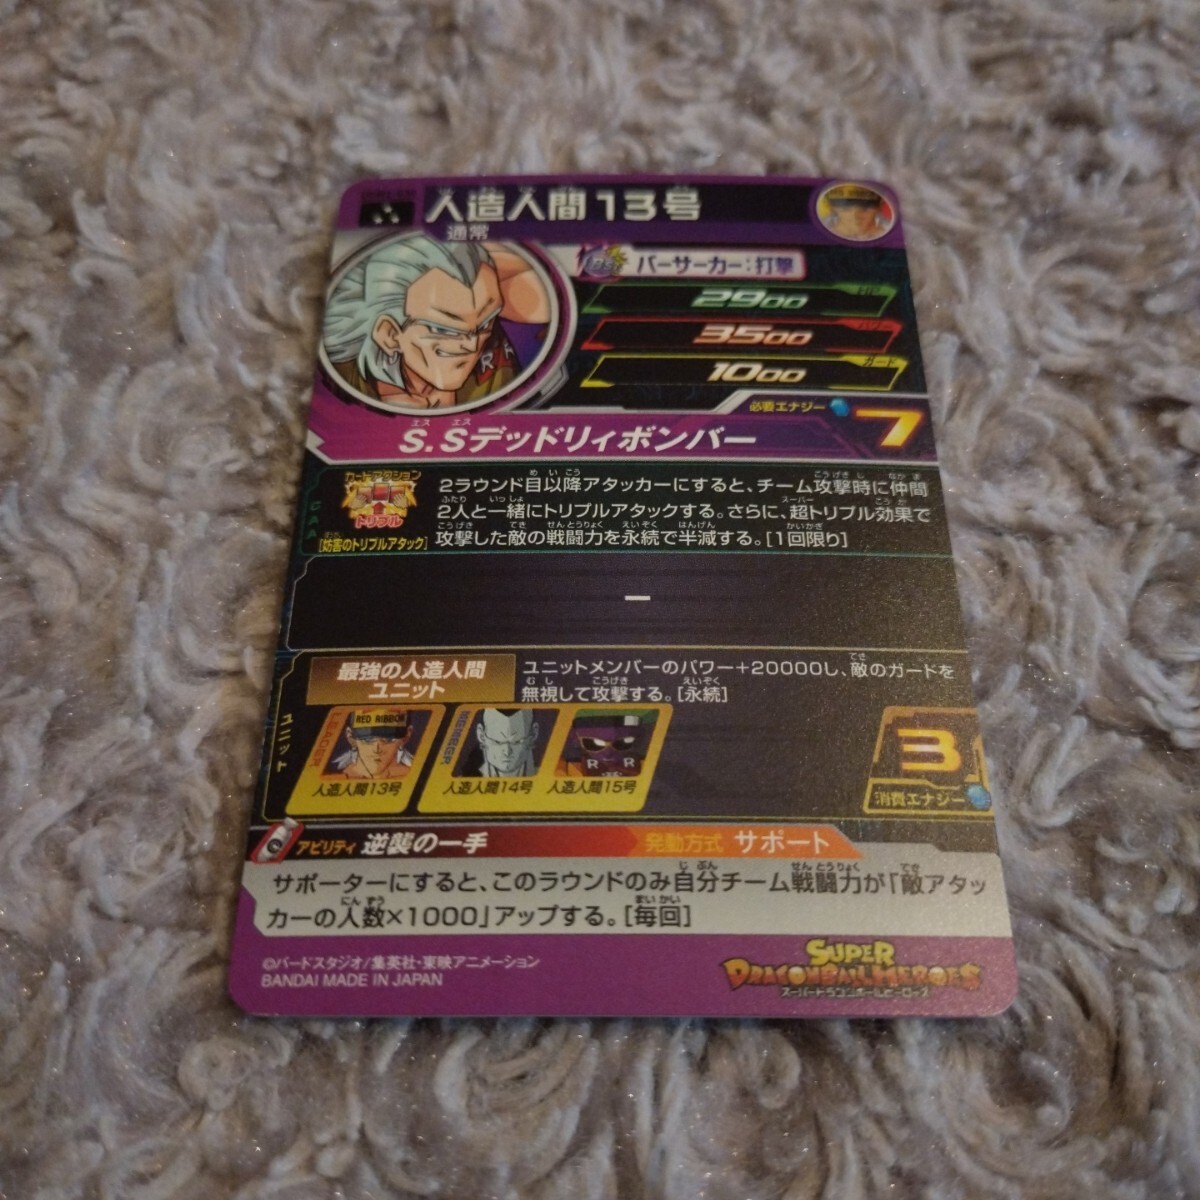 人造人間13号
通常
バーサーカー:打撃
2900
HP
3500
パワー
1000
ガード
必要エナジー 7
S.Sデッドリィボンバー
CAA
カードアクション
超
トリプル
[妨害のトリプルアタック]
2ラウンド目以降アタッカーにすると、チーム攻撃時に仲間
2人と一緒にトリプルアタックする。さらに、超トリプル効果で
攻撃した敵の戦闘力を永続で半減する。[1回限り]
ー
ユニット
最強の人造人間
ユニット
ユニットメンバーのパワー+20000し、敵のガードを
無視して攻撃する。[永続]
LEADER
RED RIBBON
人造人間13号
MEMBER
人造人間14号
R R
人造人間15号
3
消費エナジー
アビリティ 逆襲の一手
発動方式 サポート
サポーターにすると、このラウンドのみ自分チーム戦闘力が「敵アタッ
カーの人数×1000」アップする。[毎回]
©バードスタジオ/集英社・東映アニメーション
BANDAI MADE IN JAPAN
SUPER
DRAGONBALL HEROES
スーパードラゴンボールヒーローズ